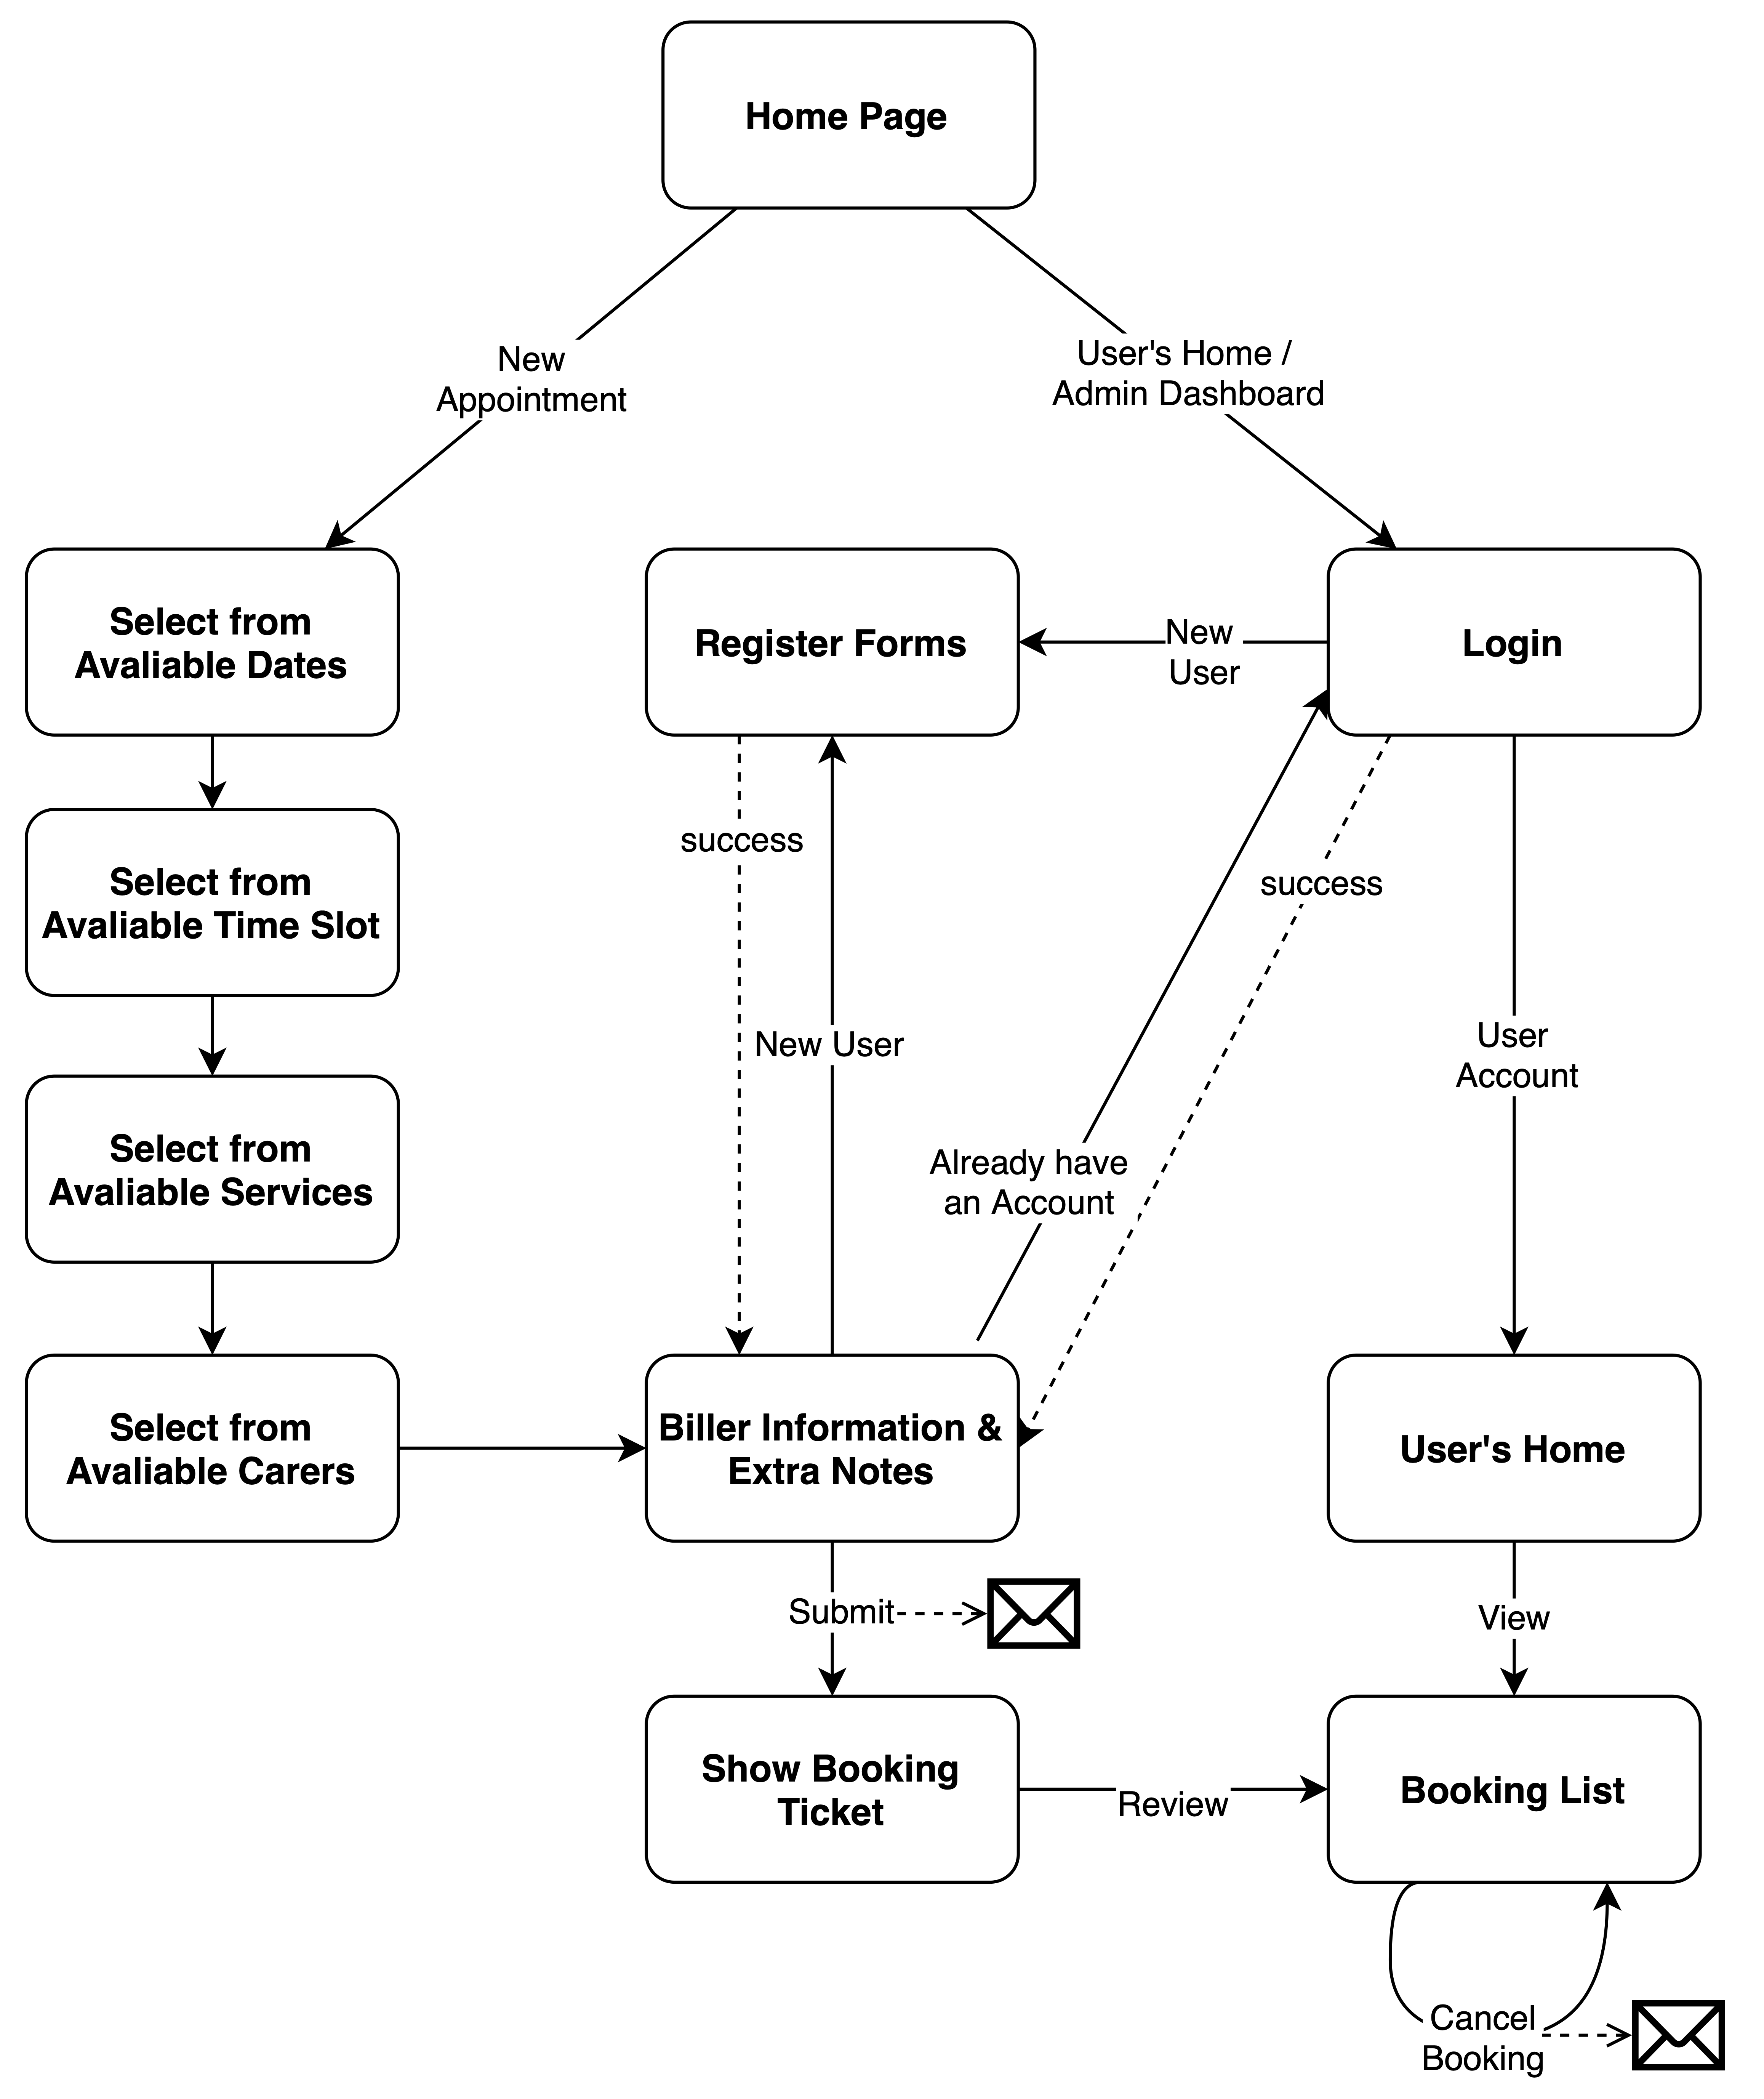 Home Page
New
Appointment
User's Home /
Admin Dashboard
Select from
Avaliable Dates
Register Forms
New
User
Login
Select from
Avaliable Time Slot
success
success
New User
User
Account
Select from
Avaliable Services
Already have
an Account
Select from
Avaliable Carers
Biller Information &
Extra Notes
User's Home
Submit
View
Show Booking
Ticket
Review
Booking List
Cancel
Booking